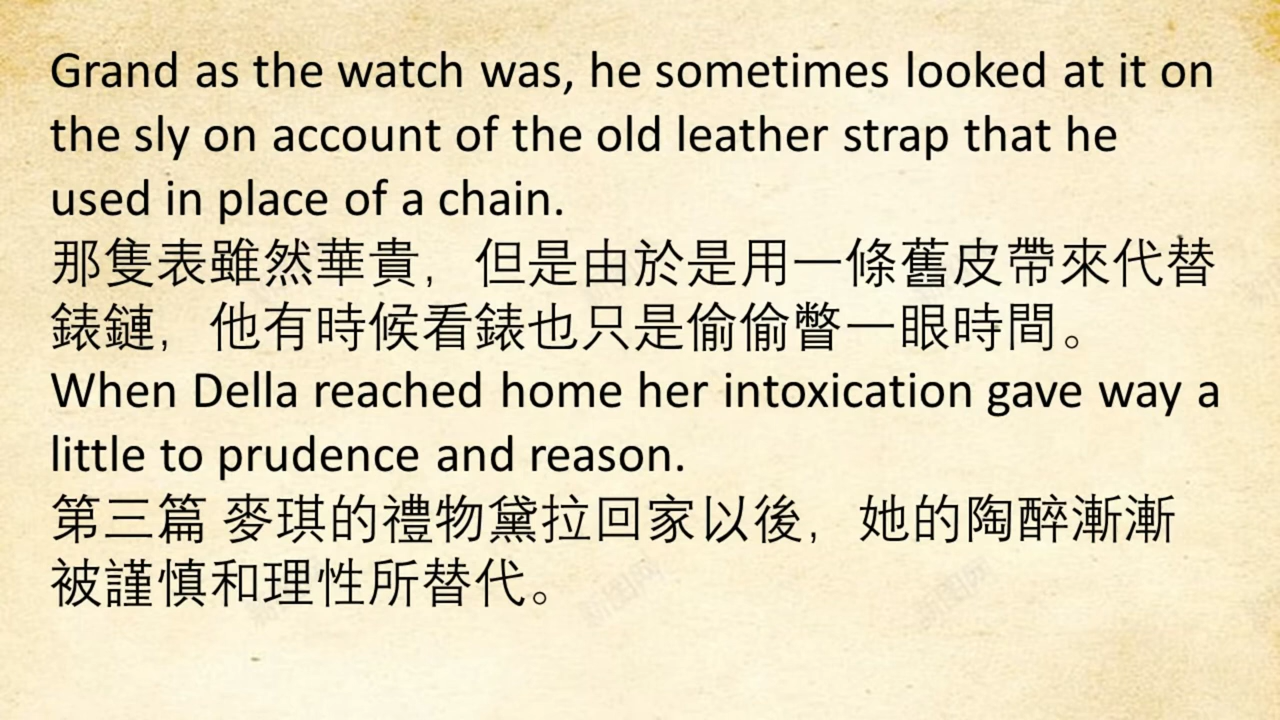 Grand as the watch was, he sometimes looked at it on
the sly on account of the old leather strap that he
used in place of a chain.
那隻表雖然華貴，但是由於是用一條舊皮帶來代替
錶鏈，他有時候看錶也只是偷偷瞥一眼時間。
When Della reached home her intoxication gave way a
little to prudence and reason.
第三篇 麥琪的禮物黛拉回家以後，她的陶醉漸漸
被謹慎和理性所替代。